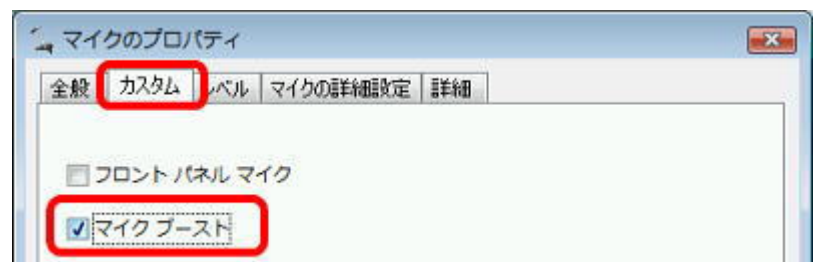 マイクのプロパティ
全般 カスタム レベル マイクの詳細設定 詳細
フロント パネル マイク
マイク ブースト